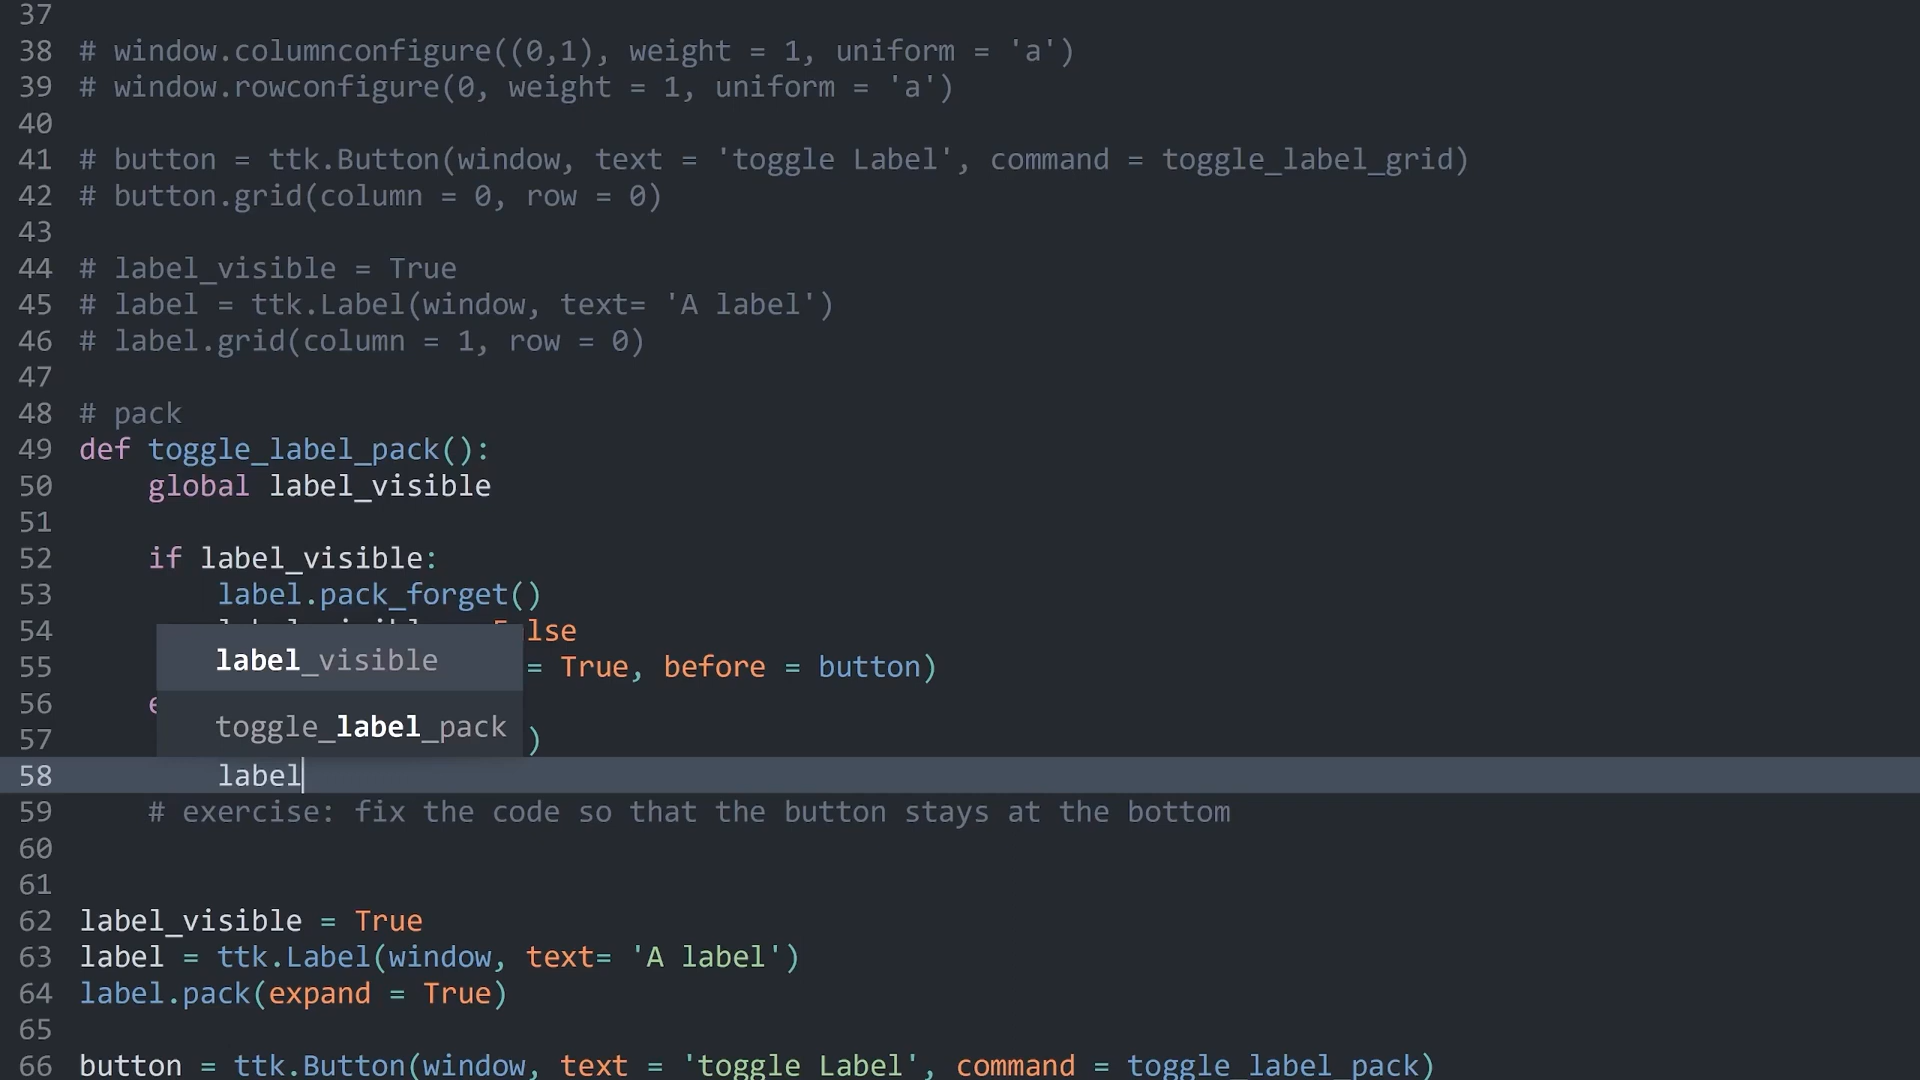 37
38 # window.columnconfigure((0,1), weight = 1, uniform = 'a')
39 # window.rowconfigure(0, weight = 1, uniform = 'a')
40
41 # button = ttk.Button(window, text = 'toggle Label', command = toggle_label_grid)
42 # button.grid(column = 0, row = 0)
43
44 # label_visible = True
45 # label = ttk.Label(window, text= 'A label')
46 # label.grid(column = 1, row = 0)
47
48 # pack
49 def toggle_label_pack():
50 global label_visible
51
52 if label_visible:
53 label.pack_forget()
54 lse
label_visible
55 = True, before = button)
56 e
toggle_label_pack
57 )
58 label
59 # exercise: fix the code so that the button stays at the bottom
60
61
62 label_visible = True
63 label = ttk.Label(window, text= 'A label')
64 label.pack(expand = True)
65
66 button = ttk.Button(window, text = 'toggle Label', command = toggle_label_pack)